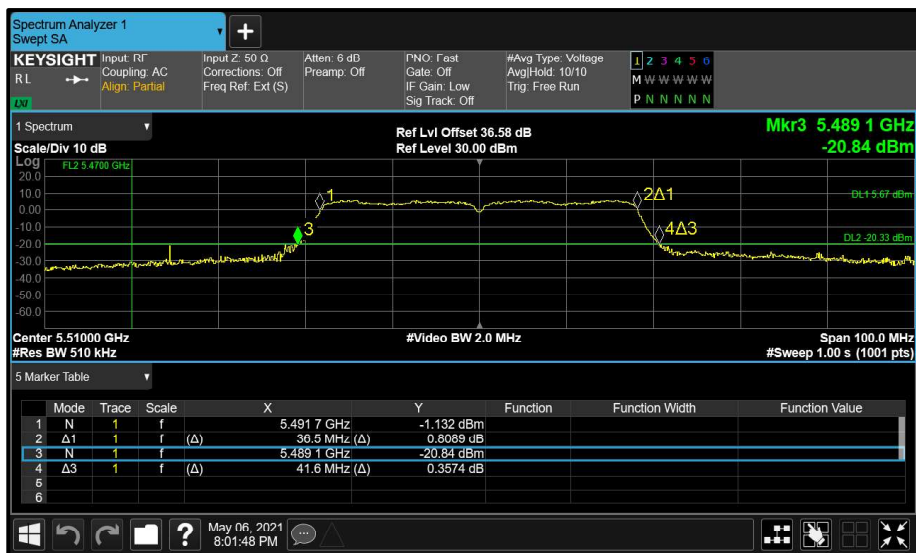 Spectrum Analyzer 1
Swept SA
KEYSIGHT
RL
LXI
Input: RF
Coupling: AC
Align: Partial
Input Z: 50 Ω
Corrections: Off
Freq Ref: Ext (S)
Atten: 6 dB
Preamp: Off
PNO: Fast
Gate: Off
IF Gain: Low
Sig Track: Off
#Avg Type: Voltage
Avg|Hold: 10/10
Trig: Free Run
1 2 3 4 5 6
M W W W W W
P N N N N N
1 Spectrum
Scale/Div 10 dB
Ref Lvl Offset 36.58 dB
Ref Level 30.00 dBm
Mkr3 5.489 1 GHz
-20.84 dBm
Log
FL2 5.4700 GHz
20.0
10.0
0.00
-10.0
-20.0
-30.0
-40.0
-50.0
-60.0
1
2Δ1
3
4Δ3
DL1 5.67 dBm
DL2 -20.33 dBm
Center 5.51000 GHz
#Res BW 510 kHz
#Video BW 2.0 MHz
Span 100.0 MHz
#Sweep 1.00 s (1001 pts)
5 Marker Table
Mode Trace Scale X Y Function Function Width Function Value
1 N 1 f 5.491 7 GHz -1.132 dBm
2 Δ1 1 f (Δ) 36.5 MHz (Δ) 0.8089 dB
3 N 1 f 5.489 1 GHz -20.84 dBm
4 Δ3 1 f (Δ) 41.6 MHz (Δ) 0.3574 dB
5
6
?
May 06, 2021
8:01:48 PM